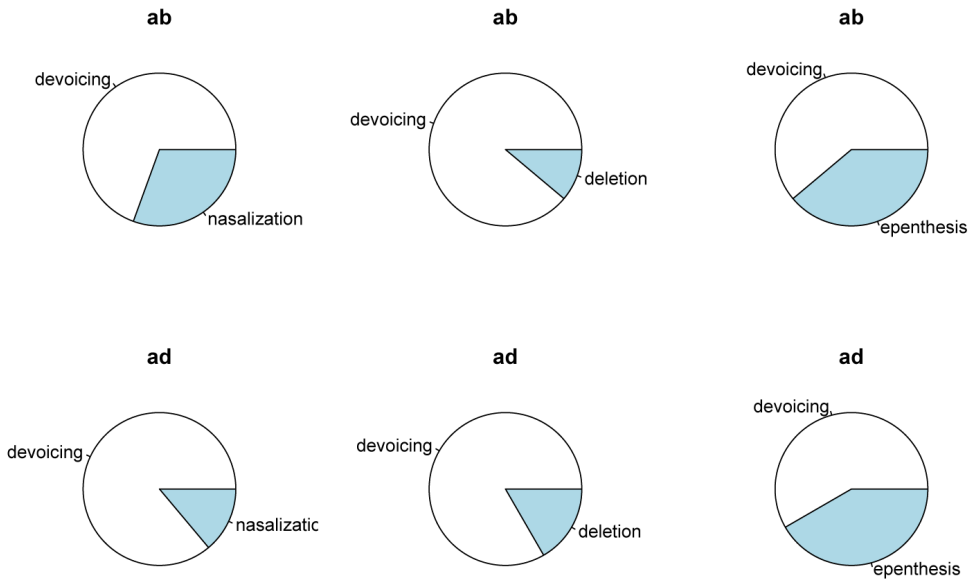 ab
ab
ab
devoicing
nasalization
devoicing
deletion
devoicing
epenthesis
ad
ad
ad
devoicing
nasalizatic
devoicing
deletion
devoicing
epenthesis